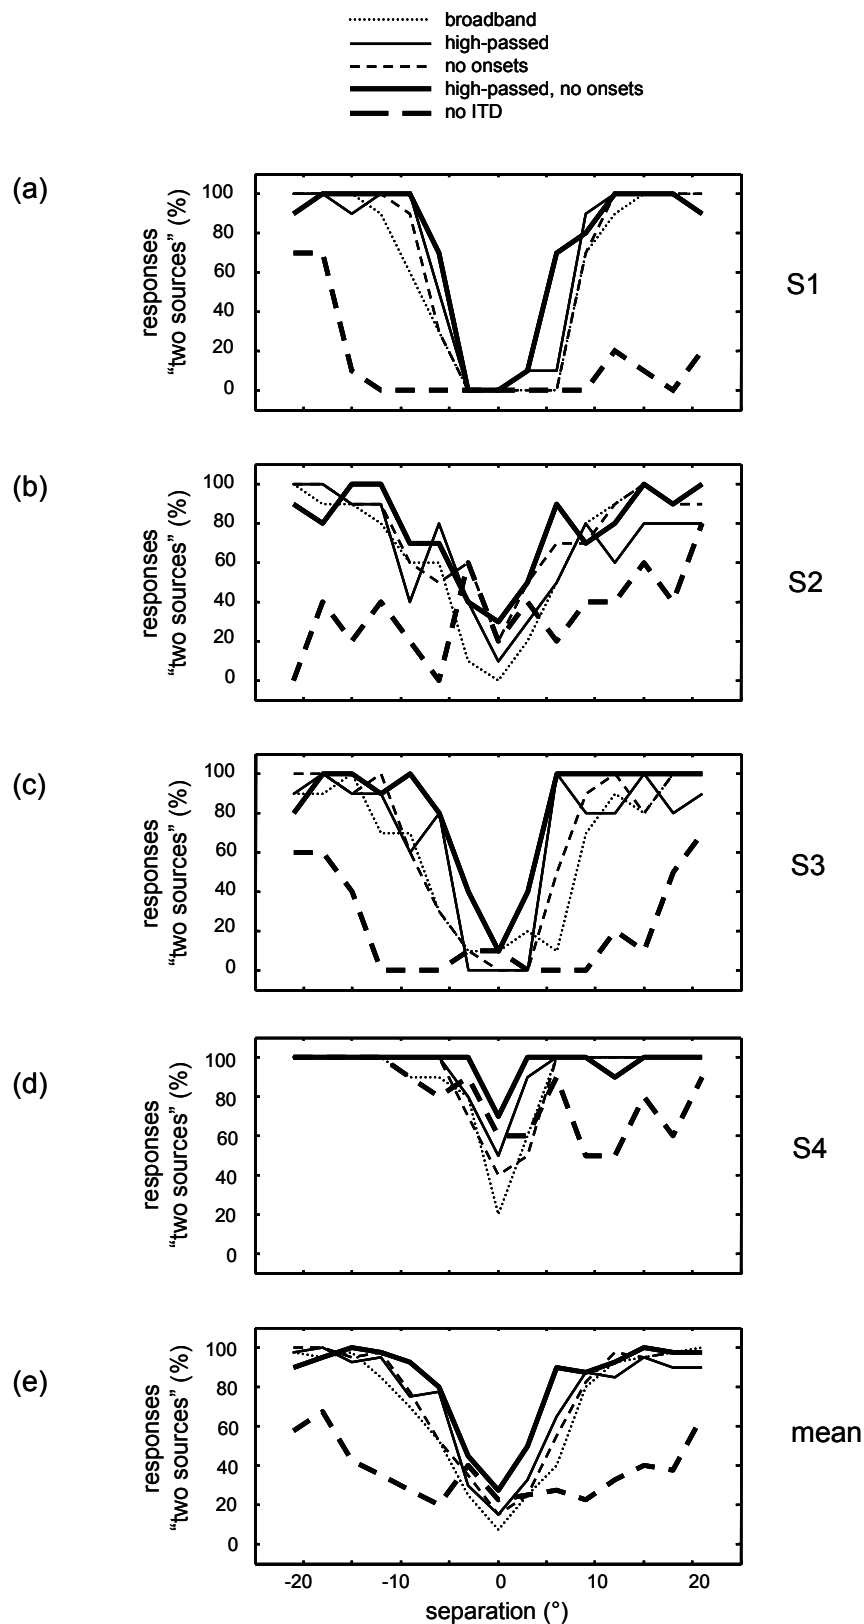 broadband
high-passed
no onsets
high-passed, no onsets
no ITD
(a)
responses
“two sources” (%)
100
80
60
40
20
0
S1
(b)
responses
“two sources” (%)
100
80
60
40
20
0
S2
(c)
responses
“two sources” (%)
100
80
60
40
20
0
S3
(d)
responses
“two sources” (%)
100
80
60
40
20
0
S4
(e)
responses
“two sources” (%)
100
80
60
40
20
0
mean
-20 -10 0 10 20
separation (°)